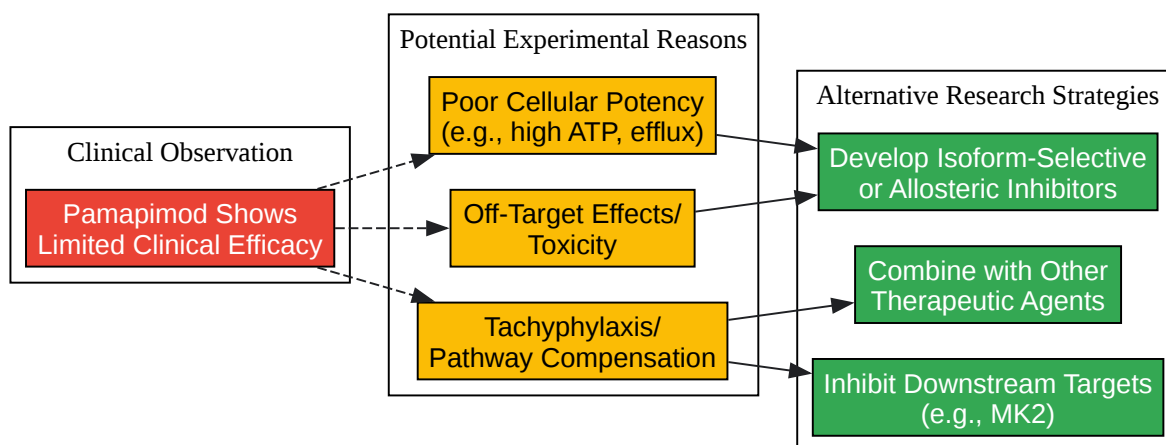 Clinical Observation
Pamapimod Shows
Limited Clinical Efficacy
Potential Experimental Reasons
Poor Cellular Potency
(e.g., high ATP, efflux)
Off-Target Effects/
Toxicity
Tachyphylaxis/
Pathway Compensation
Alternative Research Strategies
Develop Isoform-Selective
or Allosteric Inhibitors
Combine with Other
Therapeutic Agents
Inhibit Downstream Targets
(e.g., MK2)